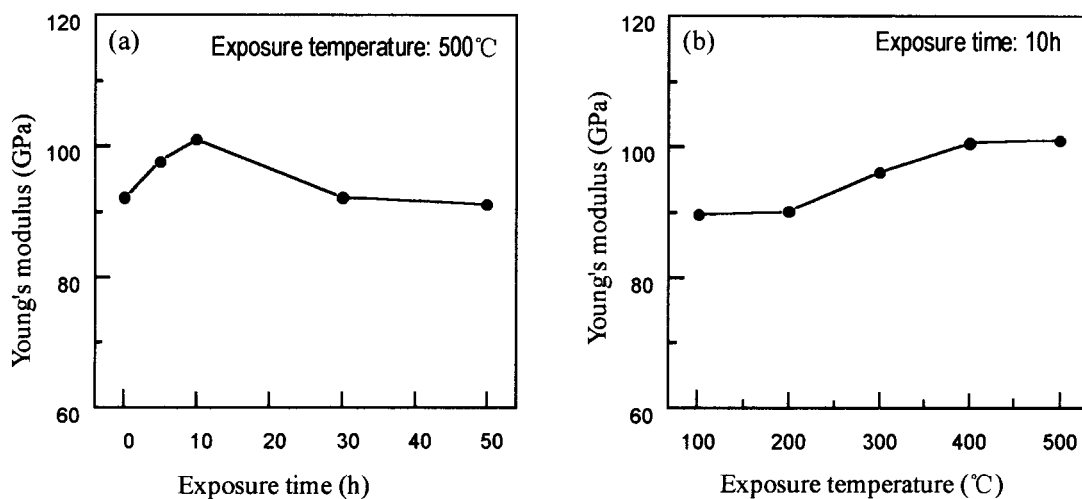 (a)
Exposure temperature: 500℃
120
100
80
60
Young's modulus (GPa)
0 10 20 30 40 50
Exposure time (h)
(b)
Exposure time: 10h
120
100
80
60
Young's modulus (GPa)
100 200 300 400 500
Exposure temperature (℃)